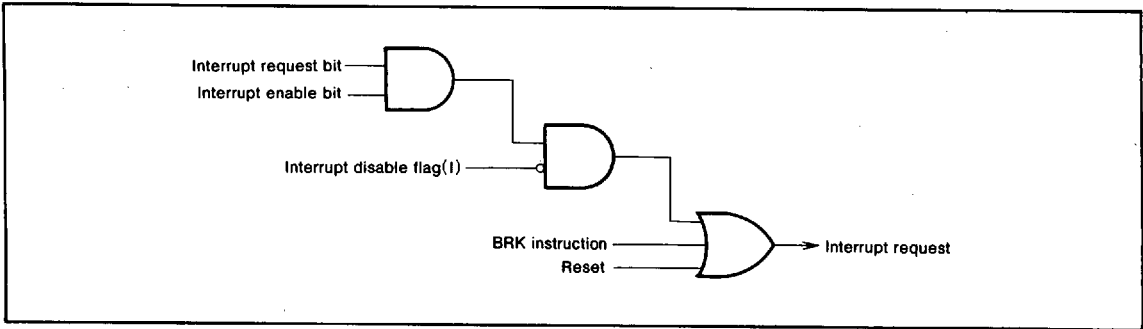 Interrupt request bit
Interrupt enable bit
Interrupt disable flag(I)
BRK instruction
Reset
Interrupt request